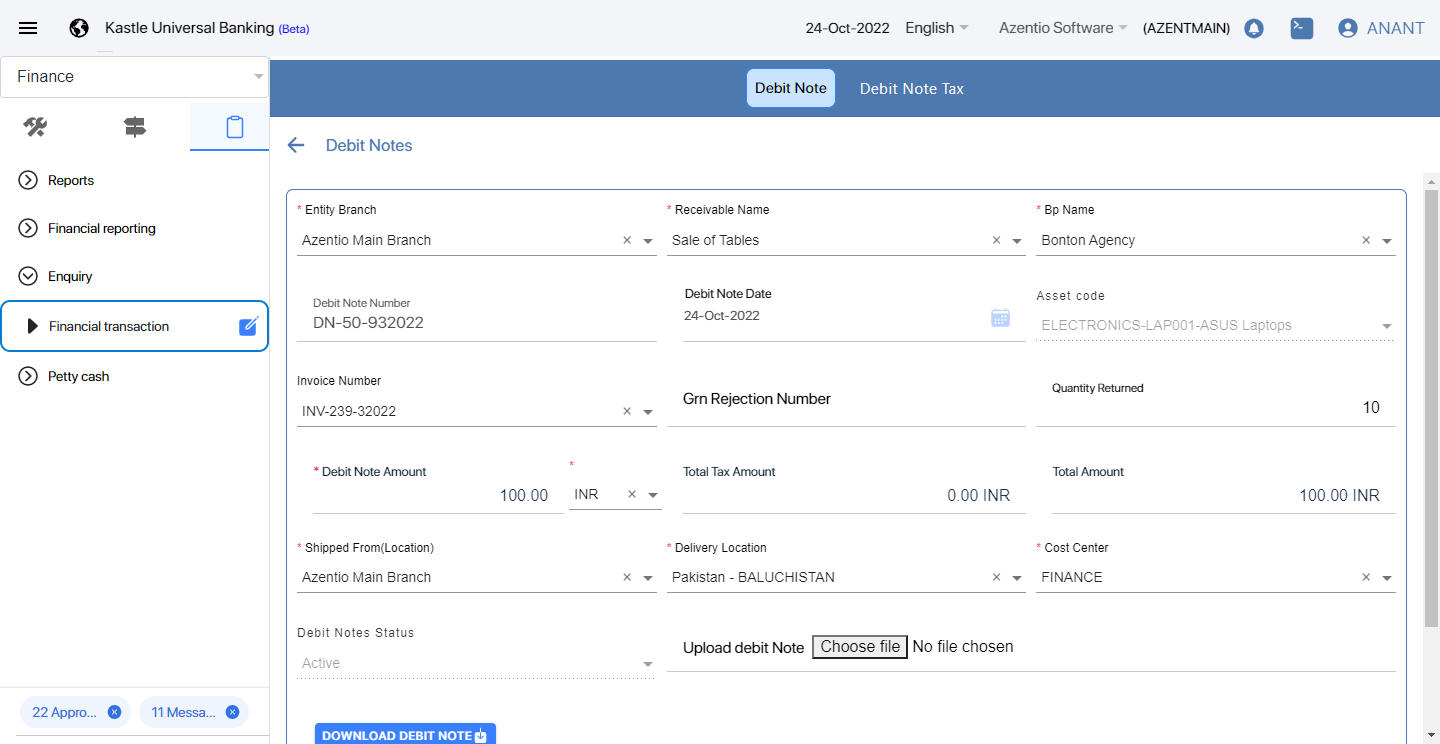 Kastle Universal Banking (Beta)
24-Oct-2022 English Azentio Software (AZENTMAIN) ANANT
Finance
Reports
Financial reporting
Enquiry
Financial transaction
Petty cash
22 Appro...
11 Messa...
Debit Note Debit Note Tax
Debit Notes
* Entity Branch
Azentio Main Branch ×
* Receivable Name
Sale of Tables ×
* Bp Name
Bonton Agency ×
Debit Note Number
DN-50-932022
Debit Note Date
24-Oct-2022
Asset code
ELECTRONICS-LAP001-ASUS Laptops
Invoice Number
INV-239-32022 ×
Grn Rejection Number
Quantity Returned
10
* Debit Note Amount
100.00
*
INR ×
Total Tax Amount
0.00 INR
Total Amount
100.00 INR
* Shipped From(Location)
Azentio Main Branch ×
* Delivery Location
Pakistan - BALUCHISTAN ×
* Cost Center
FINANCE ×
Debit Notes Status
Active
Upload debit Note Choose file No file chosen
DOWNLOAD DEBIT NOTE